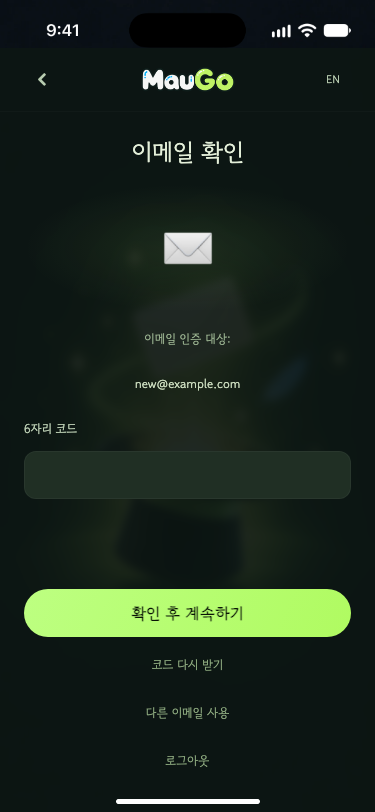 9:41
MauGo
EN
이메일 확인
이메일 인증 대상:
new@example.com
6자리 코드
확인 후 계속하기
코드 다시 받기
다른 이메일 사용
로그아웃